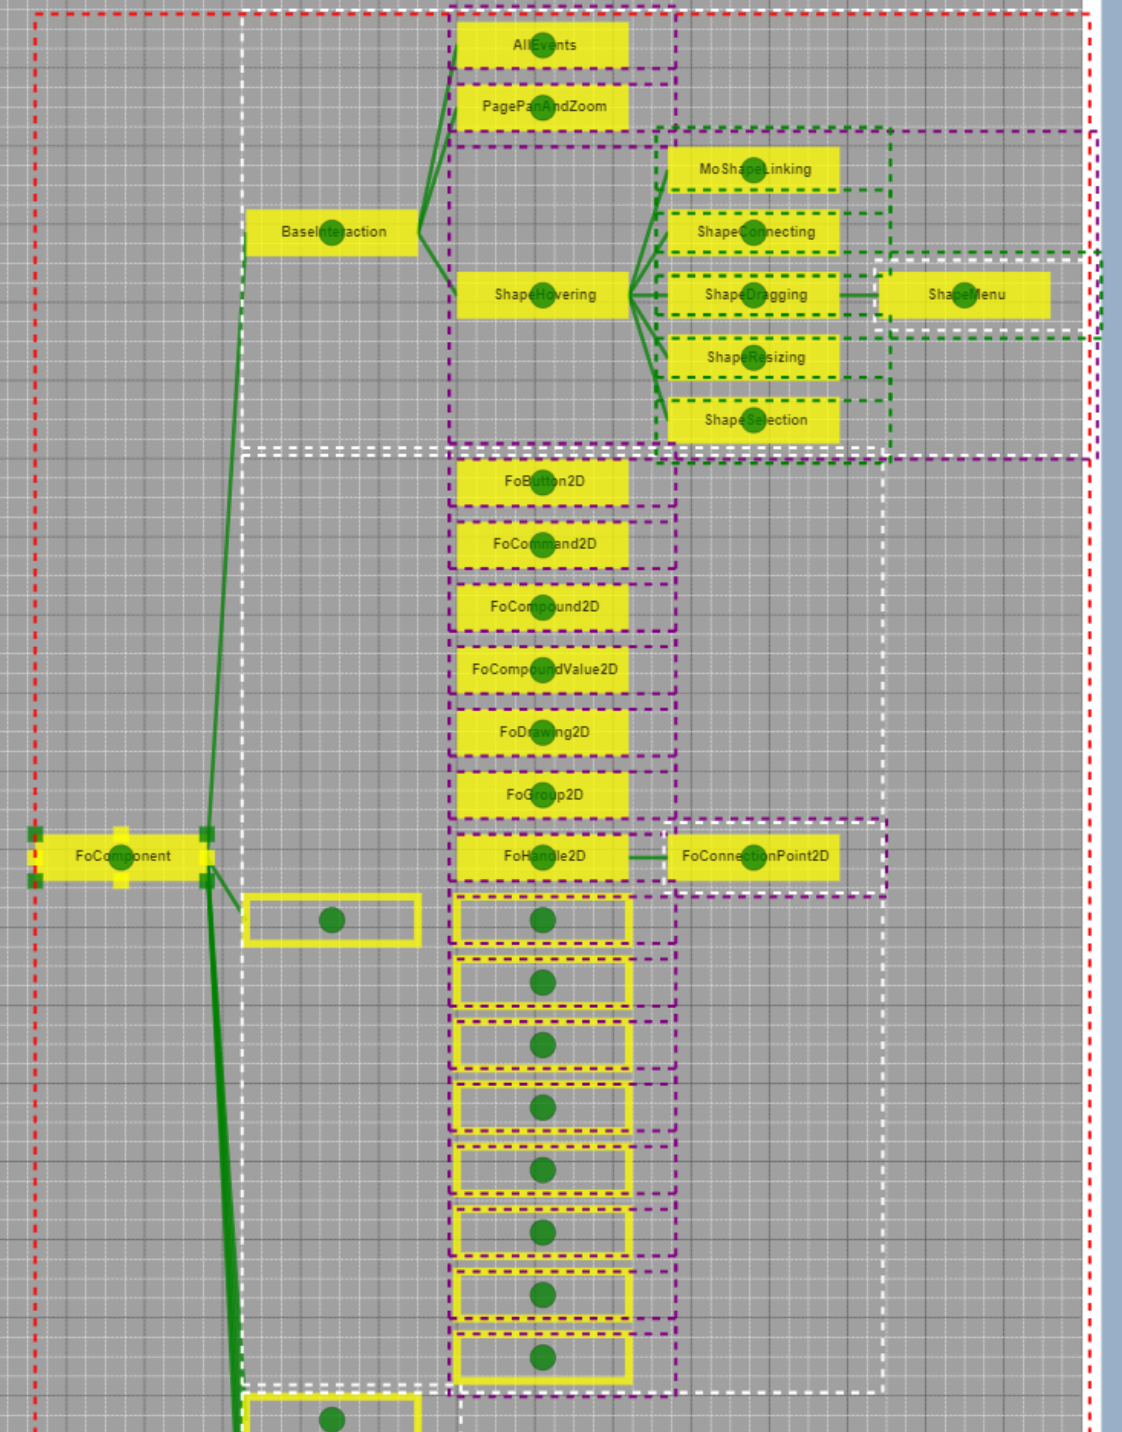 AllEvents
PagePanAndZoom
MoShapeLinking
BaseInteraction
ShapeConnecting
ShapeHovering
ShapeDragging
ShapeMenu
ShapeResizing
ShapeSelection
FoButton2D
FoCommand2D
FoCompound2D
FoCompoundValue2D
FoDrawing2D
FoGroup2D
FoComponent
FoHandle2D
FoConnectionPoint2D